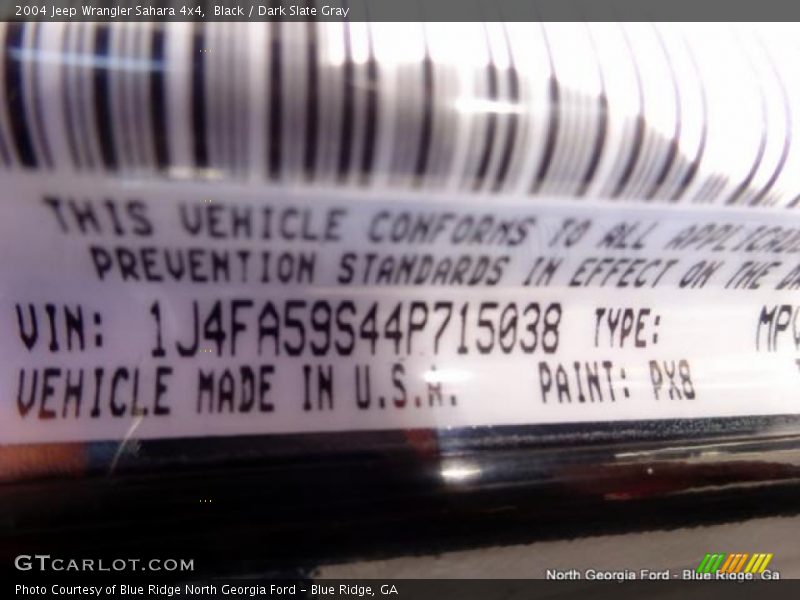 2004 Jeep Wrangler Sahara 4x4, Black / Dark Slate Gray
THIS VEHICLE CONFORMS TO ALL
PREVENTION STANDARDS IN EFFECT ON THE
VIN: 1J4FA59S44P715038 TYPE: MPV
VEHICLE MADE IN U.S.A. PAINT: PX8
GTCARLOT.COM
North Georgia Ford - Blue Ridge, Ga
Photo Courtesy of Blue Ridge North Georgia Ford - Blue Ridge, GA